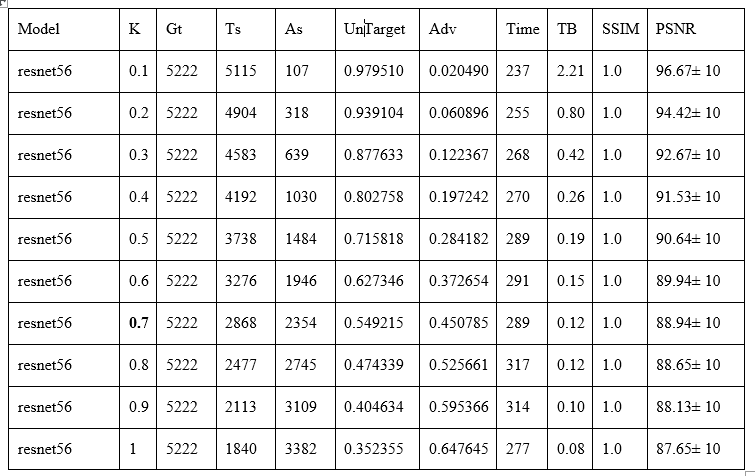 Model K Gt Ts As UnTarget Adv Time TB SSIM PSNR
resnet56 0.1 5222 5115 107 0.979510 0.020490 237 2.21 1.0 96.67± 10
resnet56 0.2 5222 4904 318 0.939104 0.060896 255 0.80 1.0 94.42± 10
resnet56 0.3 5222 4583 639 0.877633 0.122367 268 0.42 1.0 92.67± 10
resnet56 0.4 5222 4192 1030 0.802758 0.197242 270 0.26 1.0 91.53± 10
resnet56 0.5 5222 3738 1484 0.715818 0.284182 289 0.19 1.0 90.64± 10
resnet56 0.6 5222 3276 1946 0.627346 0.372654 291 0.15 1.0 89.94± 10
resnet56 0.7 5222 2868 2354 0.549215 0.450785 289 0.12 1.0 88.94± 10
resnet56 0.8 5222 2477 2745 0.474339 0.525661 317 0.12 1.0 88.65± 10
resnet56 0.9 5222 2113 3109 0.404634 0.595366 314 0.10 1.0 88.13± 10
resnet56 1 5222 1840 3382 0.352355 0.647645 277 0.08 1.0 87.65± 10